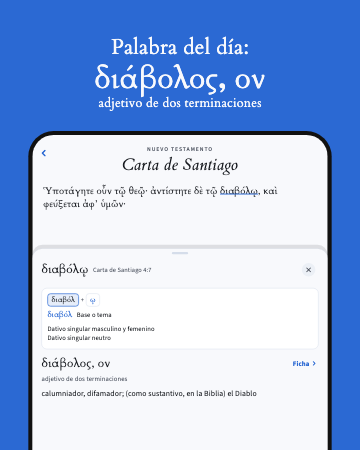 Palabra del día:
διάβολος, ον
adjetivo de dos terminaciones
NUEVO TESTAMENTO
Carta de Santiago
Ὑποτάγητε οὖν τῷ θεῷ· ἀντίστητε δὲ τῷ διαβόλῳ, καὶ
φεύξεται ἀφ’ ὑμῶν·
διαβόλῳ Carta de Santiago 4:7
διαβόλ + ῳ
διαβόλ Base o tema
Dativo singular masculino y femenino
Dativo singular neutro
διάβολος, ον Ficha
adjetivo de dos terminaciones
calumniador, difamador; (como sustantivo, en la Biblia) el Diablo